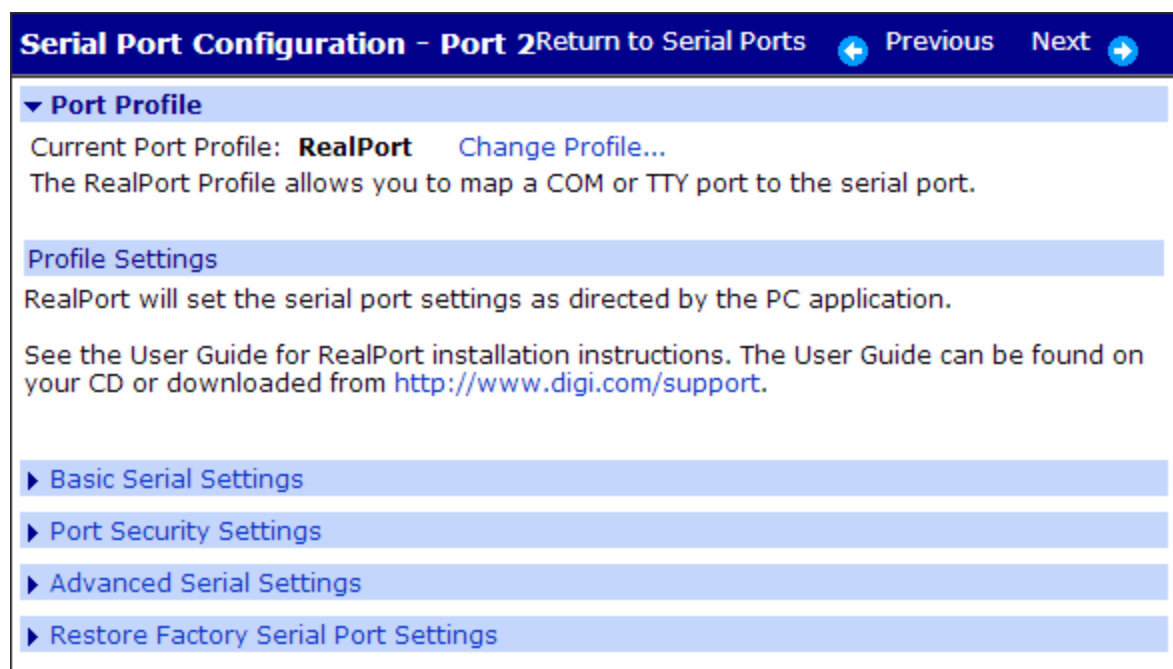 Serial Port Configuration - Port 2 Return to Serial Ports Previous Next
Port Profile
Current Port Profile: RealPort Change Profile...
The RealPort Profile allows you to map a COM or TTY port to the serial port.
Profile Settings
RealPort will set the serial port settings as directed by the PC application.
See the User Guide for RealPort installation instructions. The User Guide can be found on
your CD or downloaded from http://www.digi.com/support.
Basic Serial Settings
Port Security Settings
Advanced Serial Settings
Restore Factory Serial Port Settings